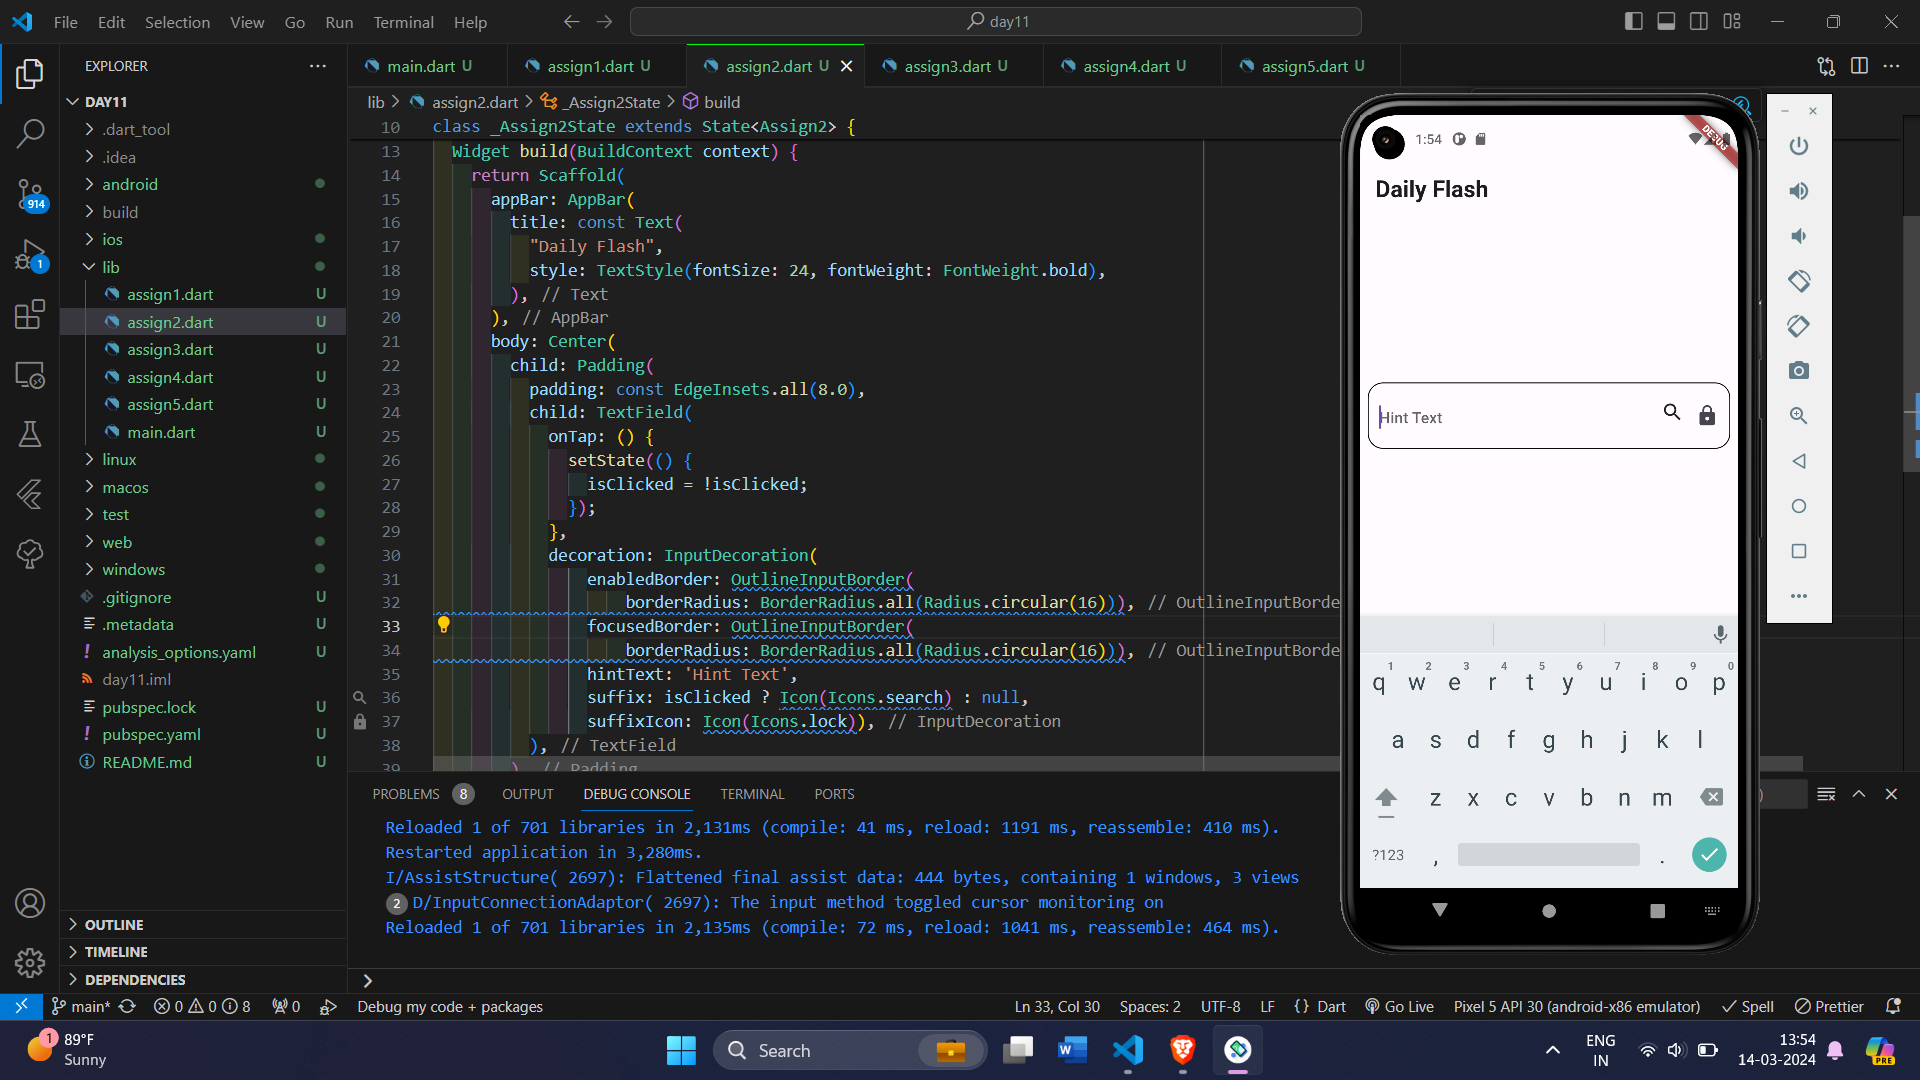 File Edit Selection View Go Run Terminal Help
day11
EXPLORER
main.dart U
assign1.dart U
assign2.dart U
assign3.dart U
assign4.dart U
assign5.dart U
lib > assign2.dart > _Assign2State > build
DAY11
.dart_tool
.idea
android
build
ios
lib
assign1.dart U
assign2.dart U
assign3.dart U
assign4.dart U
assign5.dart U
main.dart U
linux
macos
test
web
windows
.gitignore U
.metadata U
analysis_options.yaml U
day11.iml
pubspec.lock U
pubspec.yaml U
README.md U
OUTLINE
TIMELINE
DEPENDENCIES
914
1
10 class _Assign2State extends State<Assign2> {
13 Widget build(BuildContext context) {
14 return Scaffold(
15 appBar: AppBar(
16 title: const Text(
17 "Daily Flash",
18 style: TextStyle(fontSize: 24, fontWeight: FontWeight.bold),
19 ), // Text
20 ), // AppBar
21 body: Center(
22 child: Padding(
23 padding: const EdgeInsets.all(8.0),
24 child: TextField(
25 onTap: () {
26 setState(() {
27 isClicked = !isClicked;
28 });
29 },
30 decoration: InputDecoration(
31 enabledBorder: OutlineInputBorder(
32 borderRadius: BorderRadius.all(Radius.circular(16))), // OutlineInputBorde
33 focusedBorder: OutlineInputBorder(
34 borderRadius: BorderRadius.all(Radius.circular(16))), // OutlineInputBorde
35 hintText: 'Hint Text',
36 suffix: isClicked ? Icon(Icons.search) : null,
37 suffixIcon: Icon(Icons.lock)), // InputDecoration
38 ), // TextField
39 ), // Padding
PROBLEMS 8 OUTPUT DEBUG CONSOLE TERMINAL PORTS
Reloaded 1 of 701 libraries in 2,131ms (compile: 41 ms, reload: 1191 ms, reassemble: 410 ms).
Restarted application in 3,280ms.
I/AssistStructure( 2697): Flattened final assist data: 444 bytes, containing 1 windows, 3 views
2 D/InputConnectionAdaptor( 2697): The input method toggled cursor monitoring on
Reloaded 1 of 701 libraries in 2,135ms (compile: 72 ms, reload: 1041 ms, reassemble: 464 ms).
1:54
DEBUG
Daily Flash
Hint Text
1 2 3 4 5 6 7 8 9 0
q w e r t y u i o p
a s d f g h j k l
z x c v b n m
?123 , .
main* 0 0 8 0 Debug my code + packages Ln 33, Col 30 Spaces: 2 UTF-8 LF {} Dart Go Live Pixel 5 API 30 (android-x86 emulator) Spell Prettier
1
89°F
Sunny
Search
ENG
IN
13:54
14-03-2024
PRE